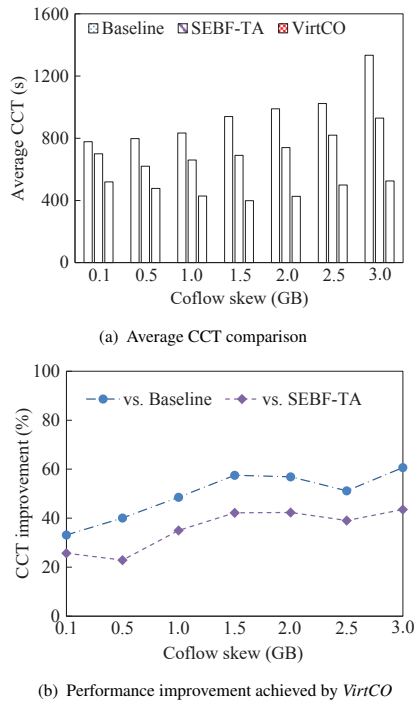 1600
1200
800
400
0
Average CCT (s)
Baseline SEBF-TA VirtCO
0.1 0.5 1.0 1.5 2.0 2.5 3.0
Coflow skew (GB)
(a) Average CCT comparison
100
80
60
40
20
0
CCT improvement (%)
vs. Baseline vs. SEBF-TA
0.1 0.5 1.0 1.5 2.0 2.5 3.0
Coflow skew (GB)
(b) Performance improvement achieved by VirtCO